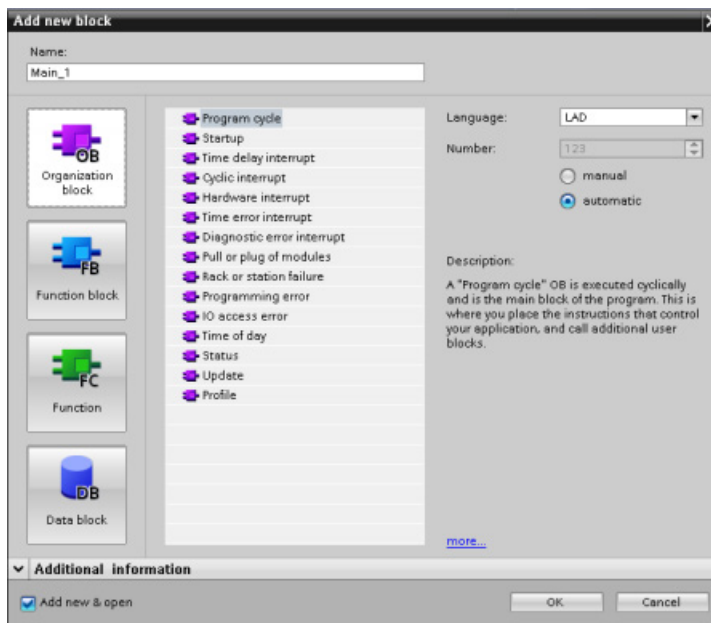 Add new block
Name:
Main_1
OB
Organization
block
FB
Function block
FC
Function
DB
Data block
Program cycle
Startup
Time delay interrupt
Cyclic interrupt
Hardware interrupt
Time error interrupt
Diagnostic error interrupt
Pull or plug of modules
Rack or station failure
Programming error
IO access error
Time of day
Status
Update
Profile
Language: LAD
Number: 123
manual
automatic
Description:
A "Program cycle" OB is executed cyclically
and is the main block of the program. This is
where you place the instructions that control
your application, and call additional user
blocks.
more...
Additional information
Add new & open
OK Cancel